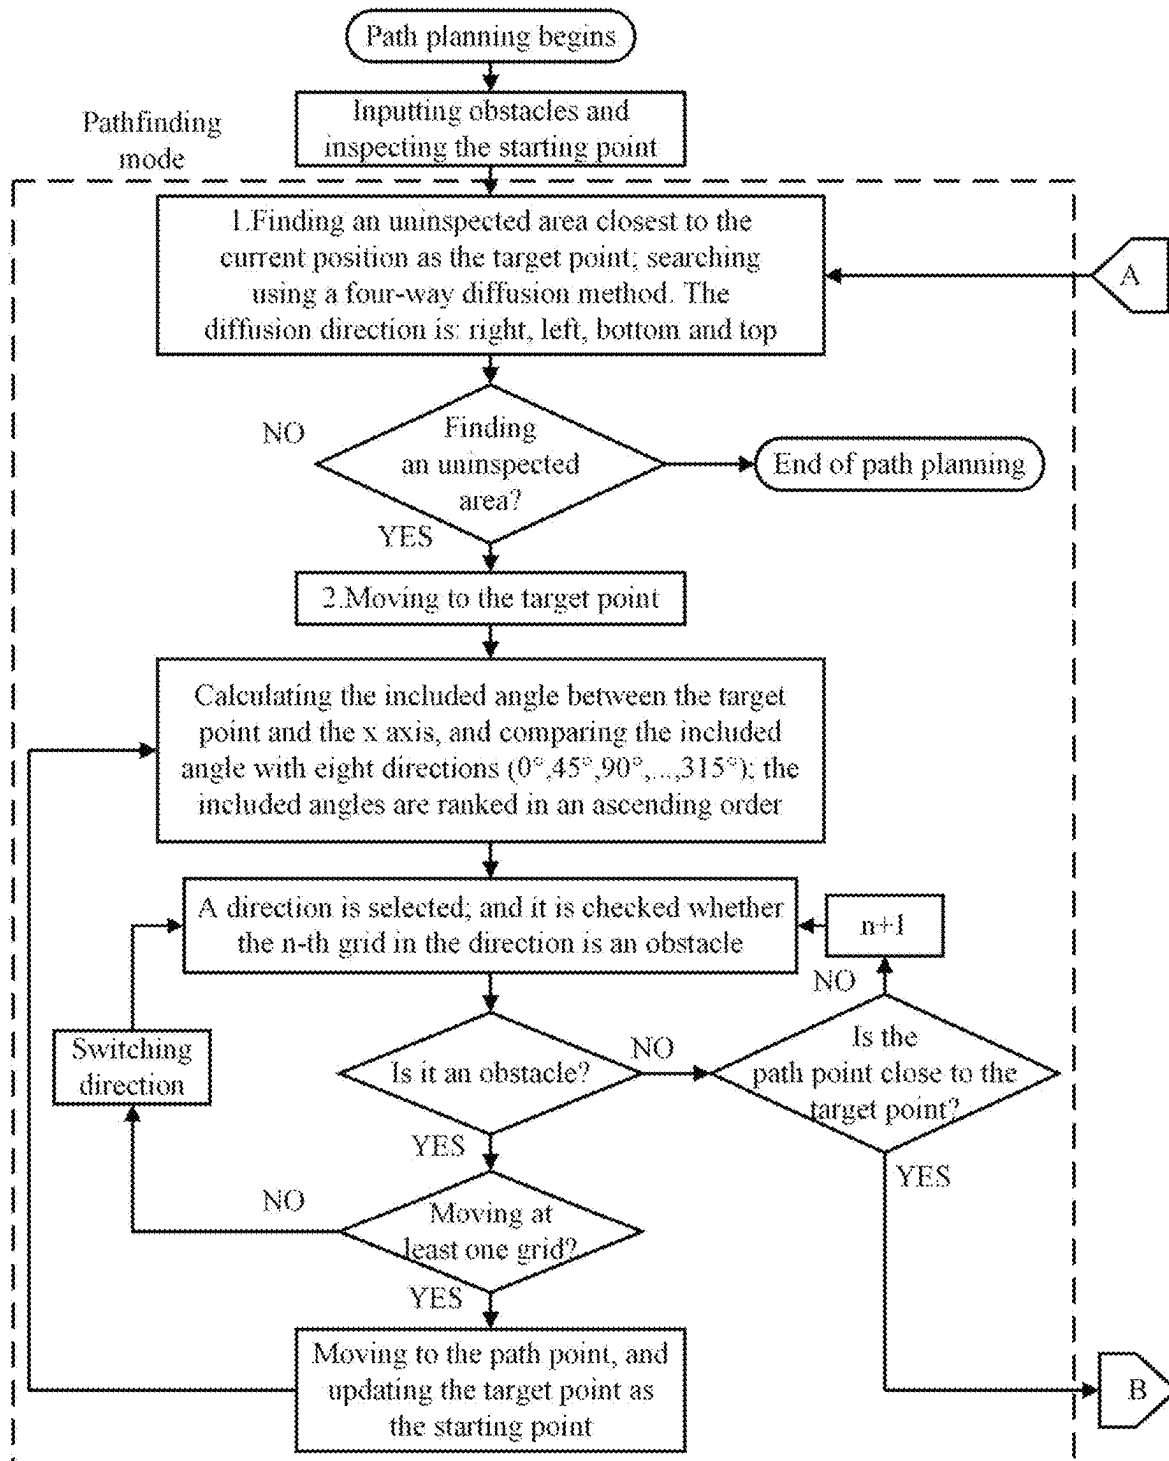 Path planning begins
Inputting obstacles and
inspecting the starting point
Pathfinding
mode
1.Finding an uninspected area closest to the
current position as the target point; searching
using a four-way diffusion method. The
diffusion direction is: right, left, bottom and top
A
NO
Finding
an uninspected
area?
End of path planning
YES
2.Moving to the target point
Calculating the included angle between the target
point and the x axis, and comparing the included
angle with eight directions (0°,45°,90°,...,315°); the
included angles are ranked in an ascending order
A direction is selected; and it is checked whether
the n-th grid in the direction is an obstacle
n+1
NO
Switching
direction
Is it an obstacle?
NO
Is the
path point close to the
target point?
YES
YES
NO
Moving at
least one grid?
YES
Moving to the path point, and
updating the target point as
the starting point
B